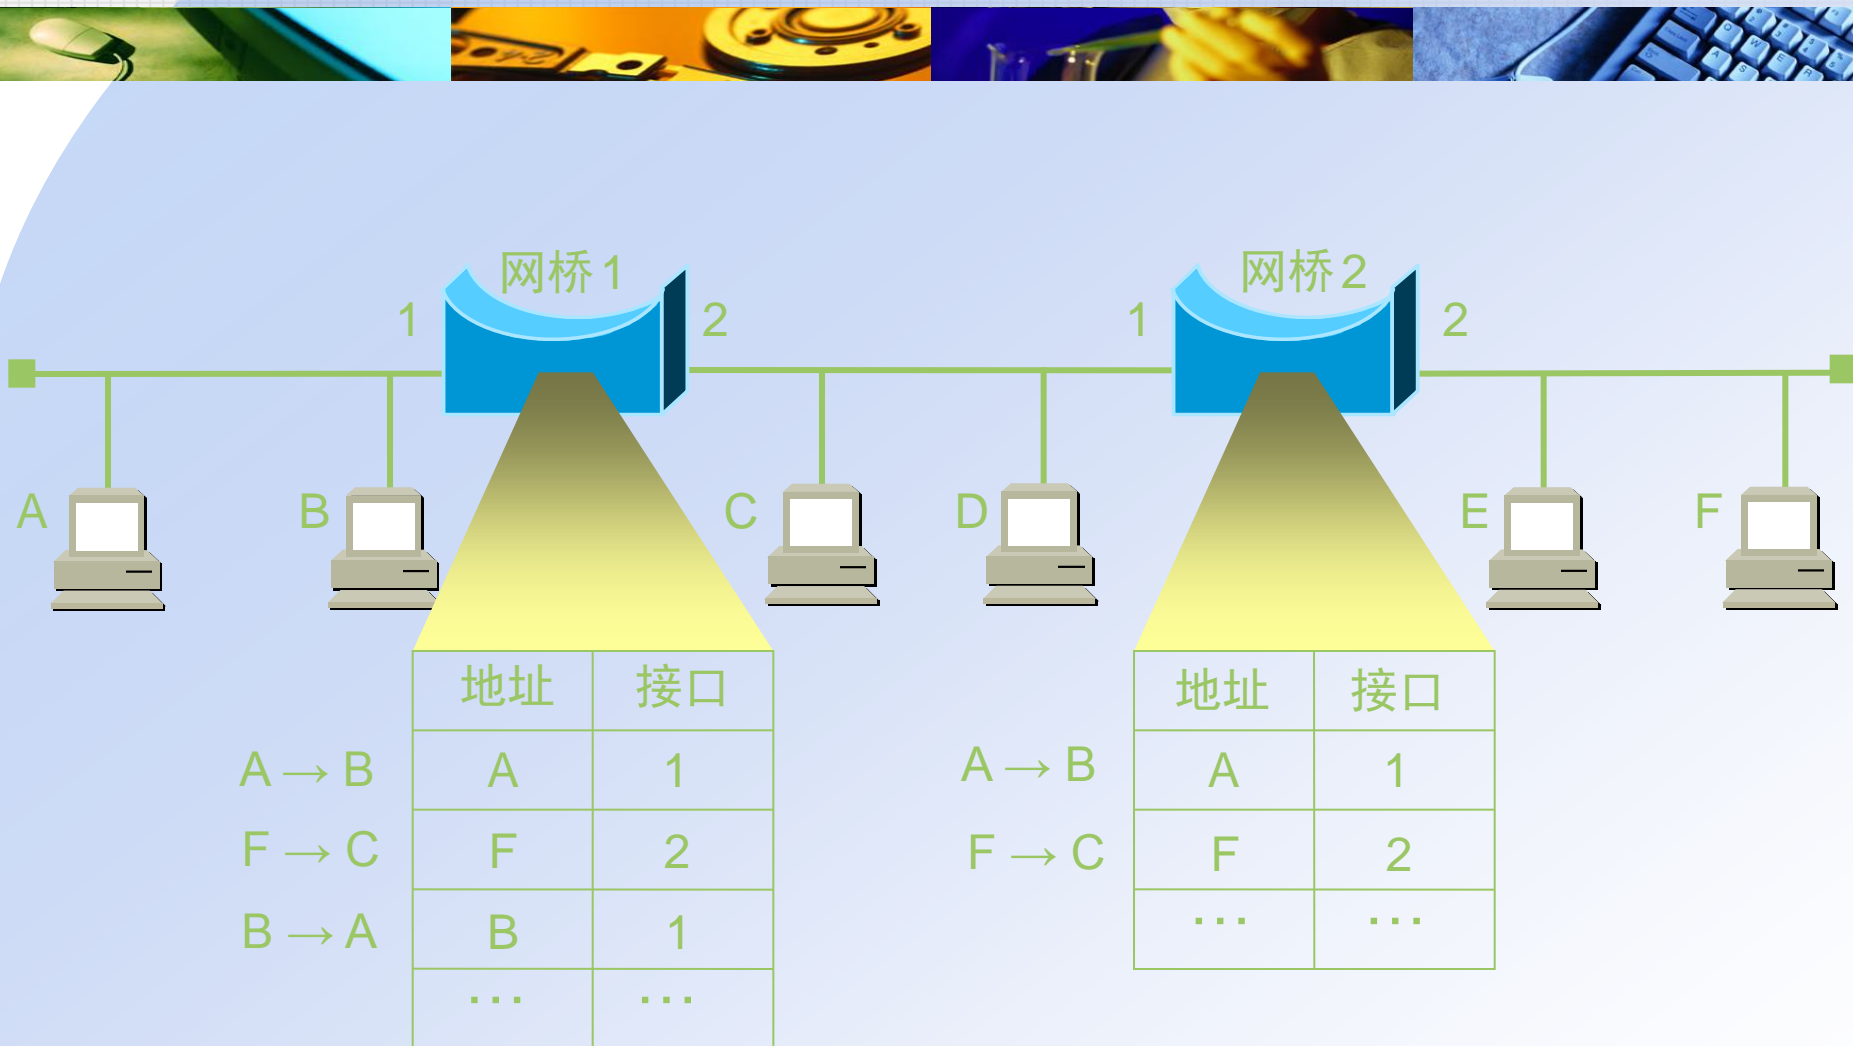 网桥1 网桥2
1 2 1 2
A B C D E F
地址 接口 地址 接口
A → B A 1 A → B A 1
F → C F 2 F → C F 2
B → A B 1 … …
… …